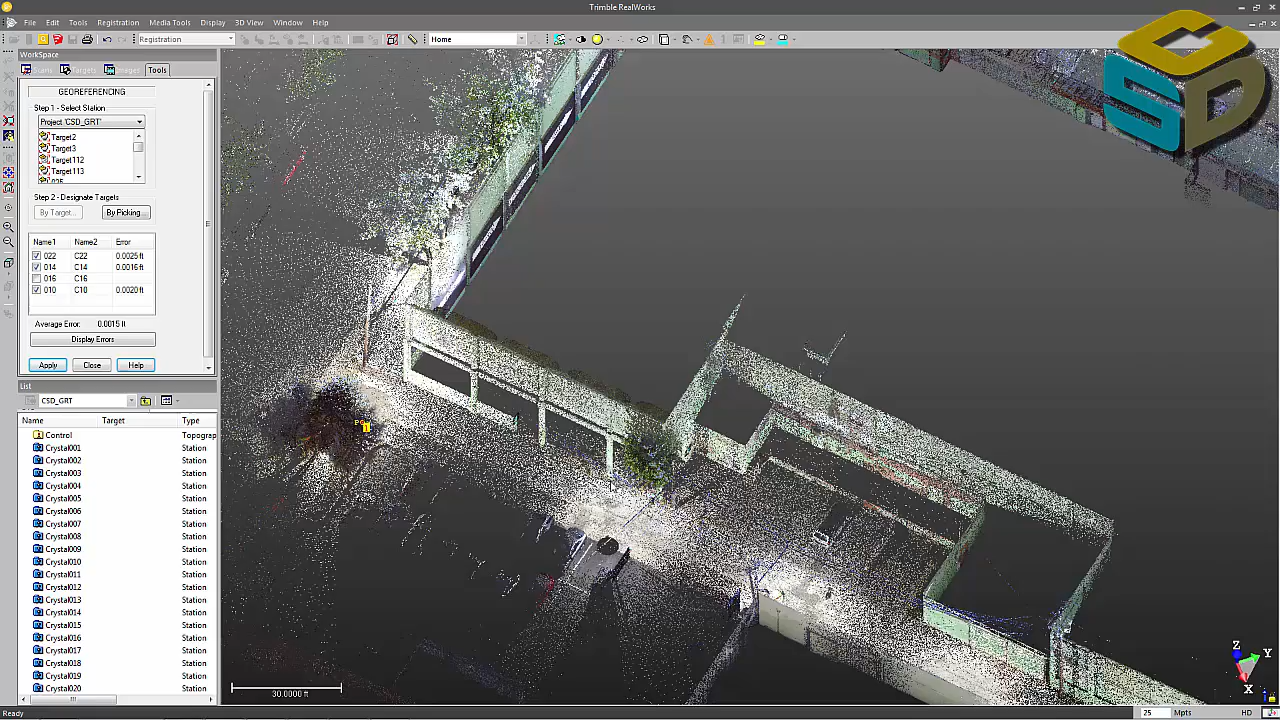 Trimble RealWorks
File Edit Tools Registration Media Tools Display 3D View Window Help
Registration Home
WorkSpace
Scans Targets Images Tools
GEOREFERENCING
Step 1 - Select Station
Project 'CSD_GRT'
Target2
Target3
Target112
Target113
Step 2 - Designate Targets
By Target... By Picking...
Name1 Name2 Error
022 C22 0.0025 ft
014 C14 0.0016 ft
016 C16
010 C10 0.0020 ft
Average Error: 0.0015 ft
Display Errors
Apply Close Help
List
CSD_GRT
Name Target Type
Control Topograp
Crystal001 Station
Crystal002 Station
Crystal003 Station
Crystal004 Station
Crystal005 Station
Crystal006 Station
Crystal007 Station
Crystal008 Station
Crystal009 Station
Crystal010 Station
Crystal011 Station
Crystal012 Station
Crystal013 Station
Crystal014 Station
Crystal015 Station
Crystal016 Station
Crystal017 Station
Crystal018 Station
Crystal019 Station
Crystal020 Station
CSD
30.0000 ft
Z
Y
X
Ready 25 Mpts HD